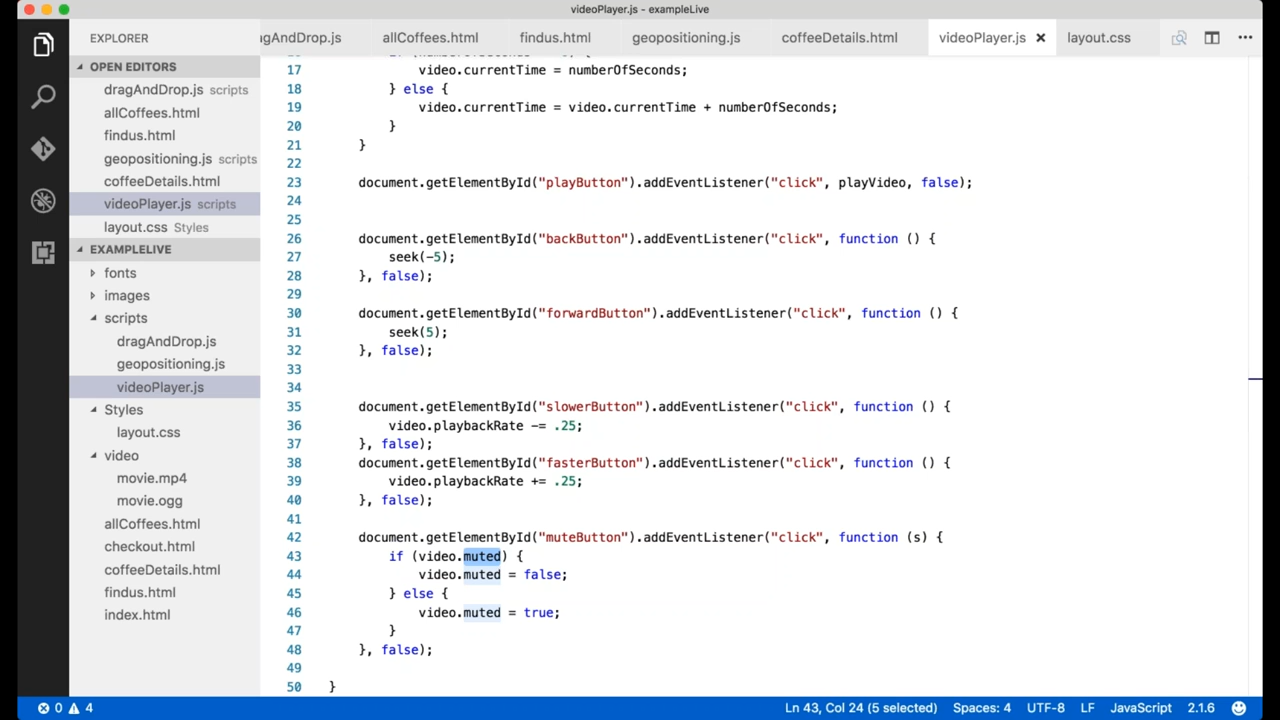 videoPlayer.js - exampleLive
EXPLORER
agAndDrop.js allCoffees.html findus.html geopositioning.js coffeeDetails.html videoPlayer.js layout.css
OPEN EDITORS
dragAndDrop.js scripts
allCoffees.html
findus.html
geopositioning.js scripts
coffeeDetails.html
videoPlayer.js scripts
layout.css Styles
EXAMPLELIVE
fonts
images
scripts
dragAndDrop.js
geopositioning.js
videoPlayer.js
Styles
layout.css
video
movie.mp4
movie.ogg
allCoffees.html
checkout.html
coffeeDetails.html
findus.html
index.html
17 video.currentTime = numberOfSeconds;
18 } else {
19 video.currentTime = video.currentTime + numberOfSeconds;
20 }
21 }
22
23 document.getElementById("playButton").addEventListener("click", playVideo, false);
24
25
26 document.getElementById("backButton").addEventListener("click", function () {
27 seek(-5);
28 }, false);
29
30 document.getElementById("forwardButton").addEventListener("click", function () {
31 seek(5);
32 }, false);
33
34
35 document.getElementById("slowerButton").addEventListener("click", function () {
36 video.playbackRate -= .25;
37 }, false);
38 document.getElementById("fasterButton").addEventListener("click", function () {
39 video.playbackRate += .25;
40 }, false);
41
42 document.getElementById("muteButton").addEventListener("click", function (s) {
43 if (video.muted) {
44 video.muted = false;
45 } else {
46 video.muted = true;
47 }
48 }, false);
49
50 }
0 4 Ln 43, Col 24 (5 selected) Spaces: 4 UTF-8 LF JavaScript 2.1.6